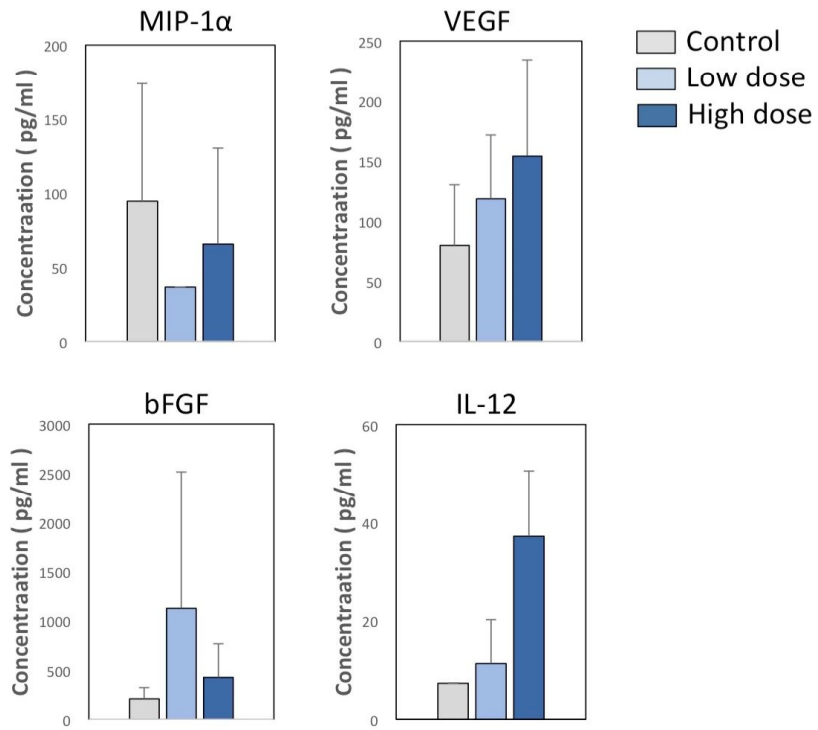 MIP-1α
Concentraation ( pg/ml )
200
150
100
50
0
VEGF
Concentraation ( pg/ml )
250
200
150
100
50
0
Control
Low dose
High dose
bFGF
Concentraation ( pg/ml )
3000
2500
2000
1500
1000
500
0
IL-12
Concentraation ( pg/ml )
60
40
20
0